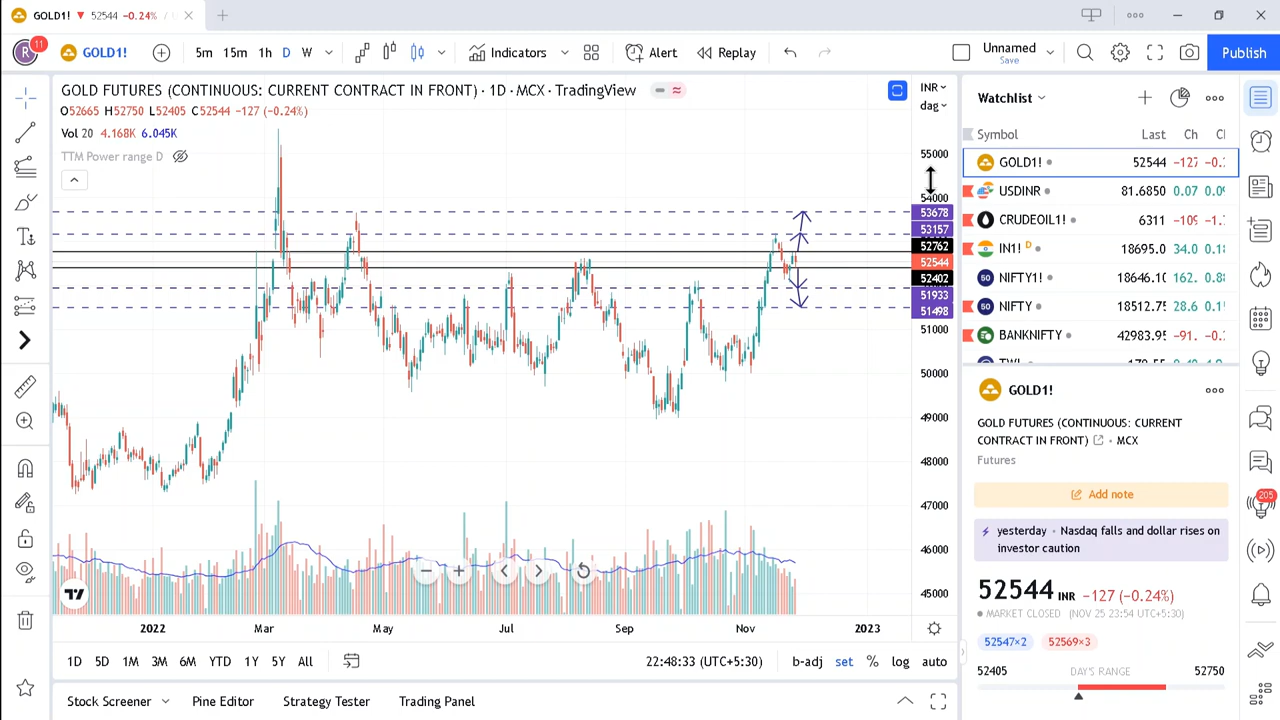 GOLD1! ▼ 52544 −0.24%
R 11 GOLD1! 5m 15m 1h D W Indicators Alert Replay Unnamed Save Publish
GOLD FUTURES (CONTINUOUS: CURRENT CONTRACT IN FRONT) · 1D · MCX · TradingView
O52665 H52750 L52405 C52544 −127 (−0.24%)
Vol 20 4.168K 6.045K
TTM Power range D
INR
dag
55000
54000
53678
53157
52762
52544
52402
51933
51498
51000
50000
49000
48000
47000
46000
45000
2022 Mar May Jul Sep Nov 2023
1D 5D 1M 3M 6M YTD 1Y 5Y All 22:48:33 (UTC+5:30) b-adj set % log auto
Stock Screener Pine Editor Strategy Tester Trading Panel
Watchlist
Symbol Last Ch
GOLD1! 52544 −127
USDINR 81.6850 0.07
CRUDEOIL1! 6311
IN1! D 18695.0 34.0
NIFTY1! 18646.10 162.
NIFTY 18512.75 28.6
BANKNIFTY 42983.95 −91.
GOLD1!
GOLD FUTURES (CONTINUOUS: CURRENT
CONTRACT IN FRONT) • MCX
Futures
Add note
yesterday • Nasdaq falls and dollar rises on
investor caution
52544 INR −127 (−0.24%)
MARKET CLOSED (NOV 25 23:54 UTC+5:30)
52547×2 52569×3
52405 DAY'S RANGE 52750
205